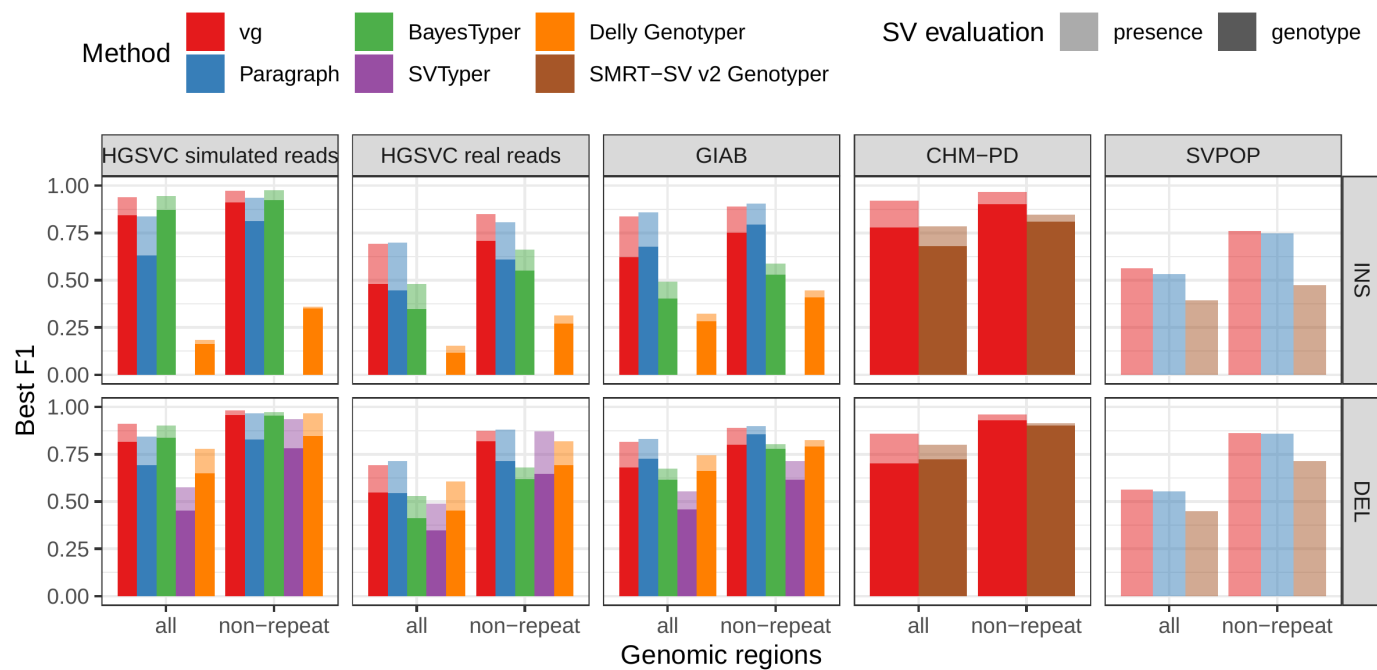 Method
vg
BayesTyper
Delly Genotyper
Paragraph
SVTyper
SMRT−SV v2 Genotyper
SV evaluation
presence
genotype
HGSVC simulated reads
HGSVC real reads
GIAB
CHM−PD
SVPOP
1.00
0.75
0.50
0.25
0.00
INS
1.00
0.75
0.50
0.25
0.00
DEL
Best F1
all
non−repeat
all
non−repeat
all
non−repeat
all
non−repeat
all
non−repeat
Genomic regions